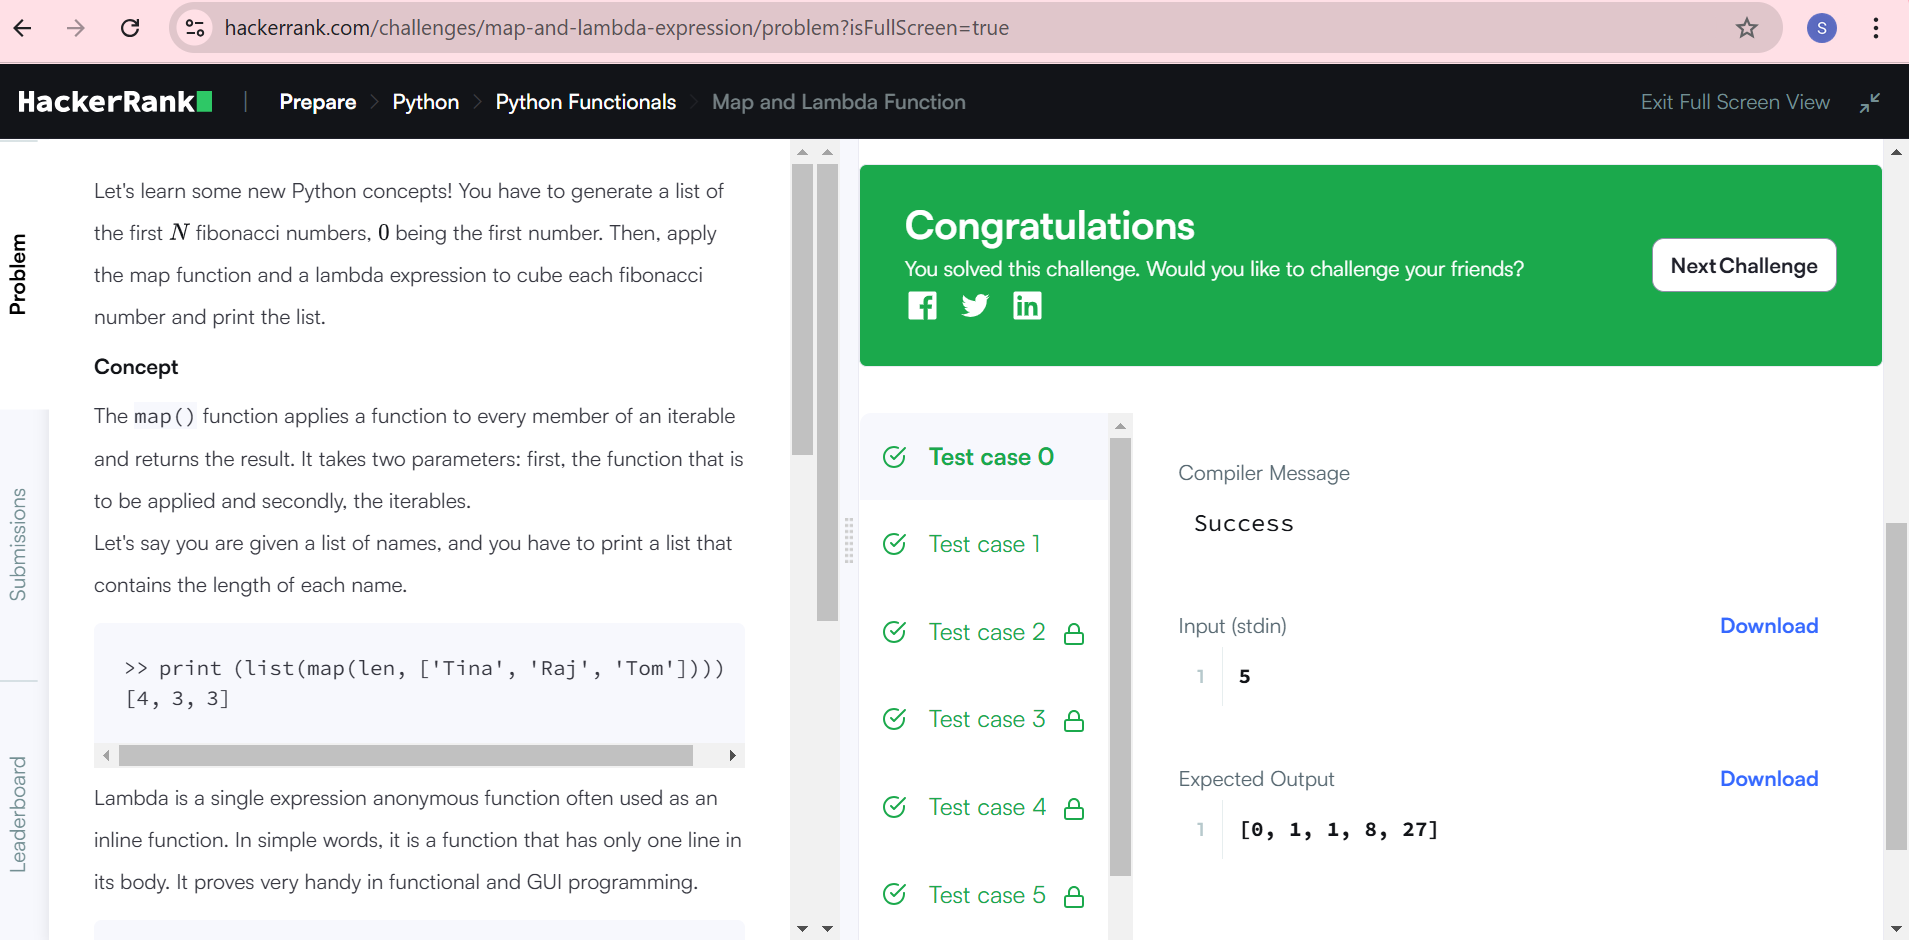 hackerrank.com/challenges/map-and-lambda-expression/problem?isFullScreen=true
S
HackerRank
Prepare
Python
Python Functionals
Map and Lambda Function
Exit Full Screen View
Problem
Submissions
Leaderboard
Let's learn some new Python concepts! You have to generate a list of
the first N fibonacci numbers, 0 being the first number. Then, apply
the map function and a lambda expression to cube each fibonacci
number and print the list.
Concept
The map() function applies a function to every member of an iterable
and returns the result. It takes two parameters: first, the function that is
to be applied and secondly, the iterables.
Let's say you are given a list of names, and you have to print a list that
contains the length of each name.
>> print (list(map(len, ['Tina', 'Raj', 'Tom'])))
[4, 3, 3]
Lambda is a single expression anonymous function often used as an
inline function. In simple words, it is a function that has only one line in
its body. It proves very handy in functional and GUI programming.
Congratulations
You solved this challenge. Would you like to challenge your friends?
Next Challenge
Test case 0
Test case 1
Test case 2
Test case 3
Test case 4
Test case 5
Compiler Message
Success
Input (stdin)
Download
1
5
Expected Output
Download
1
[0, 1, 1, 8, 27]